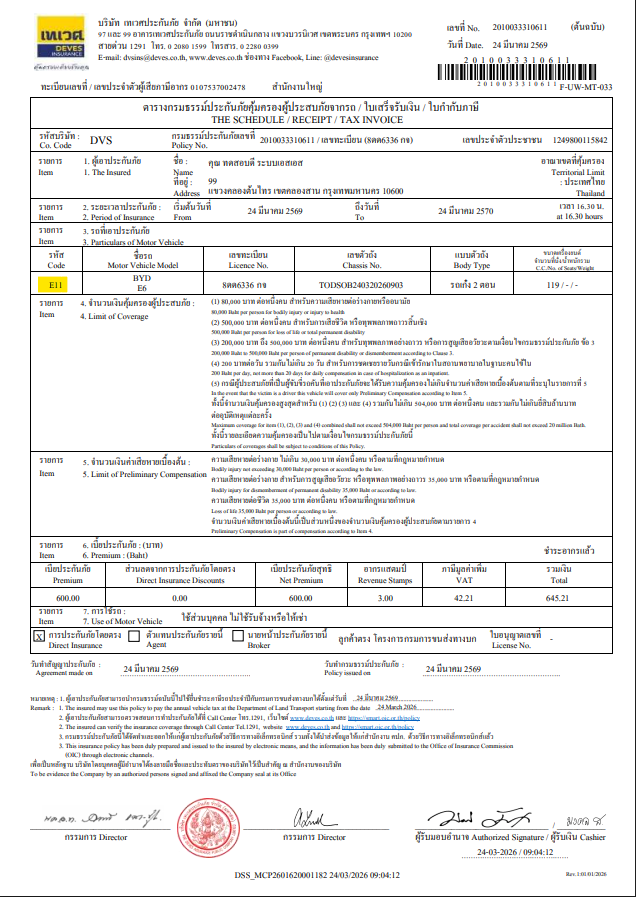 เทเวศ
DEVES
INSURANCE
บริษัท เทเวศประกันภัย จำกัด (มหาชน)
97 และ 99 อาคารเทเวศประกันภัย ถนนราชดำเนินกลาง แขวงบวรนิเวศ เขตพระนคร กรุงเทพฯ 10200
สายด่วน 1291 โทร. 0 2080 1599 โทรสาร. 0 2280 0399
E-mail: dvsins@deves.co.th, www.deves.co.th ช่องทาง Facebook, Line: @devesinsurance
เลขที่ No. 2010033310611 (ต้นฉบับ)
วันที่ Date. 24 มีนาคม 2569
2010033310611
2010033310611
F-UW-MT-033
ทะเบียนเลขที่ / เลขประจำตัวผู้เสียภาษีอากร 0107537002478 สำนักงานใหญ่
ตารางกรมธรรม์ประกันภัยคุ้มครองผู้ประสบภัยจากรถ / ใบเสร็จรับเงิน / ใบกำกับภาษี
THE SCHEDULE / RECEIPT / TAX INVOICE
รหัสบริษัท : DVS กรมธรรม์ประกันภัยเลขที่ 2010033310611 / เลขทะเบียน (8ฅฅ6336 กจ) เลขประจำตัวประชาชน 1249800115842
Co. Code Policy No.
รายการ 1. ผู้เอาประกันภัย ชื่อ : คุณ ทดสอบดี ระบบเอสเอส อาณาเขตที่คุ้มครอง
Item 1. The Insured Name Territorial Limit
ที่อยู่ : 99 : ประเทศไทย
Address แขวงคลองต้นไทร เขตคลองสาน กรุงเทพมหานคร 10600 Thailand
รายการ 2. ระยะเวลาประกันภัย : เริ่มต้นวันที่ 24 มีนาคม 2569 ถึงวันที่ 24 มีนาคม 2570 เวลา 16.30 น.
Item 2. Period of Insurance From To at 16.30 hours
รายการ 3. รถที่เอาประกันภัย
Item 3. Particulars of Motor Vehicle
รหัส ชื่อรถ เลขทะเบียน เลขตัวถัง แบบตัวถัง ขนาดเครื่องยนต์
จำนวนที่นั่ง/น้ำหนักรวม
Code Motor Vehicle Model Licence No. Chassis No. Body Type C.C./No. of Seats/Weight
E11 BYD E6 8ฅฅ6336 กจ TODSOB240320260903 รถเก๋ง 2 ตอน 119 / - / -
รายการ 4. จำนวนเงินคุ้มครองผู้ประสบภัย :
Item 4. Limit of Coverage
(1) 80,000 บาท ต่อหนึ่งคน สำหรับความเสียหายต่อร่างกายหรืออนามัย
80,000 Baht per person for bodily injury or injury to health
(2) 500,000 บาท ต่อหนึ่งคน สำหรับการเสียชีวิต หรือทุพพลภาพถาวรสิ้นเชิง
500,000 Baht per person for loss of life or total permanent disability
(3) 200,000 บาท ถึง 500,000 บาท ต่อหนึ่งคน สำหรับทุพพลภาพอย่างถาวร หรือการสูญเสียอวัยวะตามเงื่อนไขกรมธรรม์ประกันภัย ข้อ 3
200,000 Baht to 500,000 Baht per person of permanent disability or dismemberment according to Clause 3.
(4) 200 บาทต่อวัน รวมกันไม่เกิน 20 วัน สำหรับการชดเชยรายวันกรณีเข้ารักษาในสถานพยาบาลในฐานะคนไข้ใน
200 Baht per day, not more than 20 days for daily compensation in case of hospitalization as an inpatient.
(5) กรณีผู้ประสบภัยที่เป็นผู้ขับขี่รถคันที่เอาประกันภัย จะได้รับความคุ้มครองไม่เกินจำนวนค่าเสียหายเบื้องต้นตามที่ระบุในรายการที่ 5
In the event that the victim is a driver this vehicle will cover only Preliminary Compensation according to Item 5.
ทั้งนี้จำนวนเงินคุ้มครองสูงสุดสำหรับ (1) (2) (3) และ (4) รวมกันไม่เกิน 504,000 บาท ต่อหนึ่งคน และรวมกันไม่เกินยี่สิบล้านบาท
ต่ออุบัติเหตุแต่ละครั้ง
Maximum coverage for item (1), (2), (3) and (4) combined shall not exceed 504,000 Baht per person and total coverage per accident shall not exceed 20 million Bath.
ทั้งนี้รายละเอียดความคุ้มครองเป็นไปตามเงื่อนไขกรมธรรม์ประกันภัยนี้
Particulars of coverages shall be subject to conditions of this Policy.
รายการ 5. จำนวนเงินค่าเสียหายเบื้องต้น :
Item 5. Limit of Preliminary Compensation
ความเสียหายต่อร่างกาย ไม่เกิน 30,000 บาท ต่อหนึ่งคน หรือตามที่กฎหมายกำหนด
Bodily injury not exceeding 30,000 Baht per person or according to the law.
ความเสียหายต่อร่างกาย สำหรับการสูญเสียอวัยวะ หรือทุพพลภาพอย่างถาวร 35,000 บาท ต่อหนึ่งคน หรือตามที่กฎหมายกำหนด
Bodily injury for dismemberment of permanent disability 35,000 Baht per person or according to law.
ความเสียหายต่อชีวิต 35,000 บาท ต่อหนึ่งคน หรือตามที่กฎหมายกำหนด
Loss of life 35,000 Baht per person or according to law.
จำนวนเงินค่าเสียหายเบื้องต้นนี้เป็นส่วนหนึ่งของจำนวนเงินคุ้มครองผู้ประสบภัยตามรายการ 4
Preliminary Compensation is part of compensation according to Item 4.
รายการ 6. เบี้ยประกันภัย : (บาท) ชำระอากรแล้ว
Item 6. Premium : (Baht)
เบี้ยประกันภัย ส่วนลดจากการประกันภัยโดยตรง เบี้ยประกันภัยสุทธิ อากรแสตมป์ ภาษีมูลค่าเพิ่ม รวมเงิน
Premium Direct Insurance Discounts Net Premium Revenue Stamps VAT Total
600.00 0.00 600.00 3.00 42.21 645.21
รายการ 7. การใช้รถ : ใช้ส่วนบุคคล ไม่ใช้รับจ้างหรือให้เช่า
Item 7. Use of Motor Vehicle
X การประกันภัยโดยตรง ตัวแทนประกันภัยรายนี้ นายหน้าประกันภัยรายนี้ ลูกค้าตรง โครงการกรมการขนส่งทางบก ใบอนุญาตเลขที่ -
Direct Insurance Agent Broker License No.
วันทำสัญญาประกันภัย : 24 มีนาคม 2569 วันทำกรมธรรม์ประกันภัย : 24 มีนาคม 2569
Agreement made on Policy issued on
หมายเหตุ : 1. ผู้เอาประกันภัยสามารถนำกรมธรรม์ฉบับนี้ไปใช้ยื่นชำระภาษีรถประจำปีกับกรมการขนส่งทางบกได้ตั้งแต่วันที่ 24 มีนาคม 2569
Remark : 1. The insured may use this policy to pay the annual vehicle tax at the Department of Land Transport starting from the date 24 March 2026
2. ผู้เอาประกันภัยสามารถตรวจสอบการทำประกันภัยได้ที่ Call Center โทร.1291, เว็บไซต์ www.deves.co.th และ https://smart.oic.or.th/policy
2. The insured can verify the insurance coverage through Call Center Tel.1291, website www.deves.co.th and https://smart.oic.or.th/policy
3. กรมธรรม์ประกันภัยนี้ได้จัดทำและออกให้แก่ผู้เอาประกันภัยด้วยวิธีการทางอิเล็กทรอนิกส์ รวมทั้งได้นำส่งข้อมูลให้แก่สำนักงาน คปภ. ด้วยวิธีการทางอิเล็กทรอนิกส์แล้ว
3. This insurance policy has been duly prepared and issued to the insured by electronic means, and the information has been duly submitted to the Office of Insurance Commission
(OIC) through electronic channels.
เพื่อเป็นหลักฐาน บริษัทโดยบุคคลผู้มีอำนาจได้ลงลายมือชื่อและประทับตราของบริษัทไว้เป็นสำคัญ ณ สำนักงานของบริษัท
To be evidence the Company by an authorized persons signed and affixed the Company seal at its Office
กรรมการ Director กรรมการ Director ผู้รับมอบอำนาจ Authorized Signature / ผู้รับเงิน Cashier
24-03-2026 / 09:04:12
DSS_MCP2601620001182 24/03/2026 09:04:12
Rev.1:01/01/2026